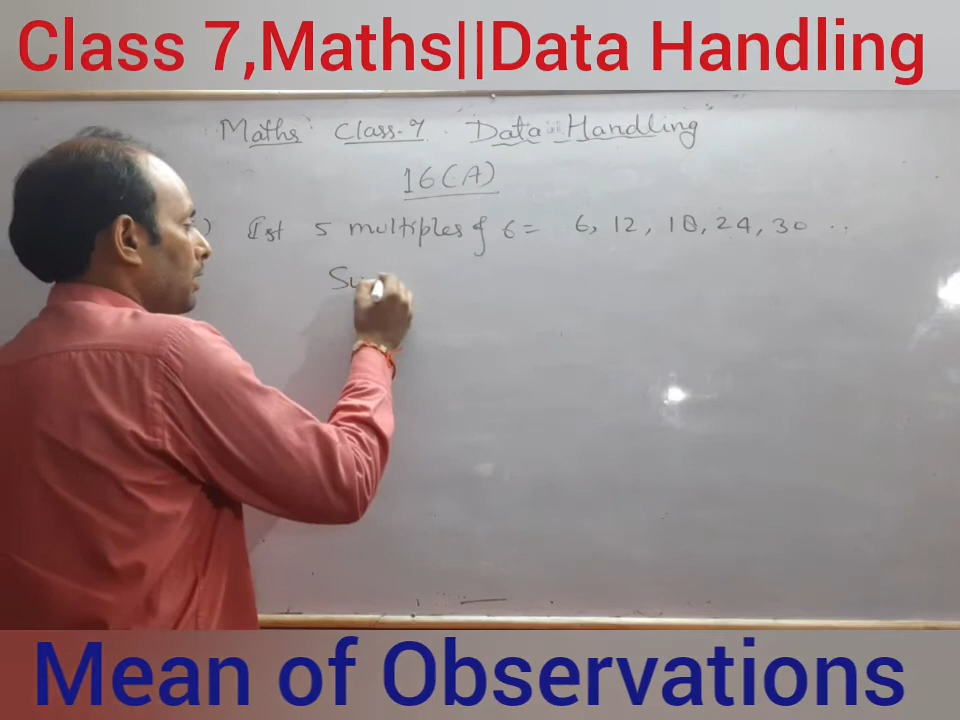 Class 7,Maths||Data Handling
Maths Class-7 Data Handling
16(A)
) Ist 5 multiples of 6 = 6, 12, 18, 24, 30 ..
Su
Mean of Observations